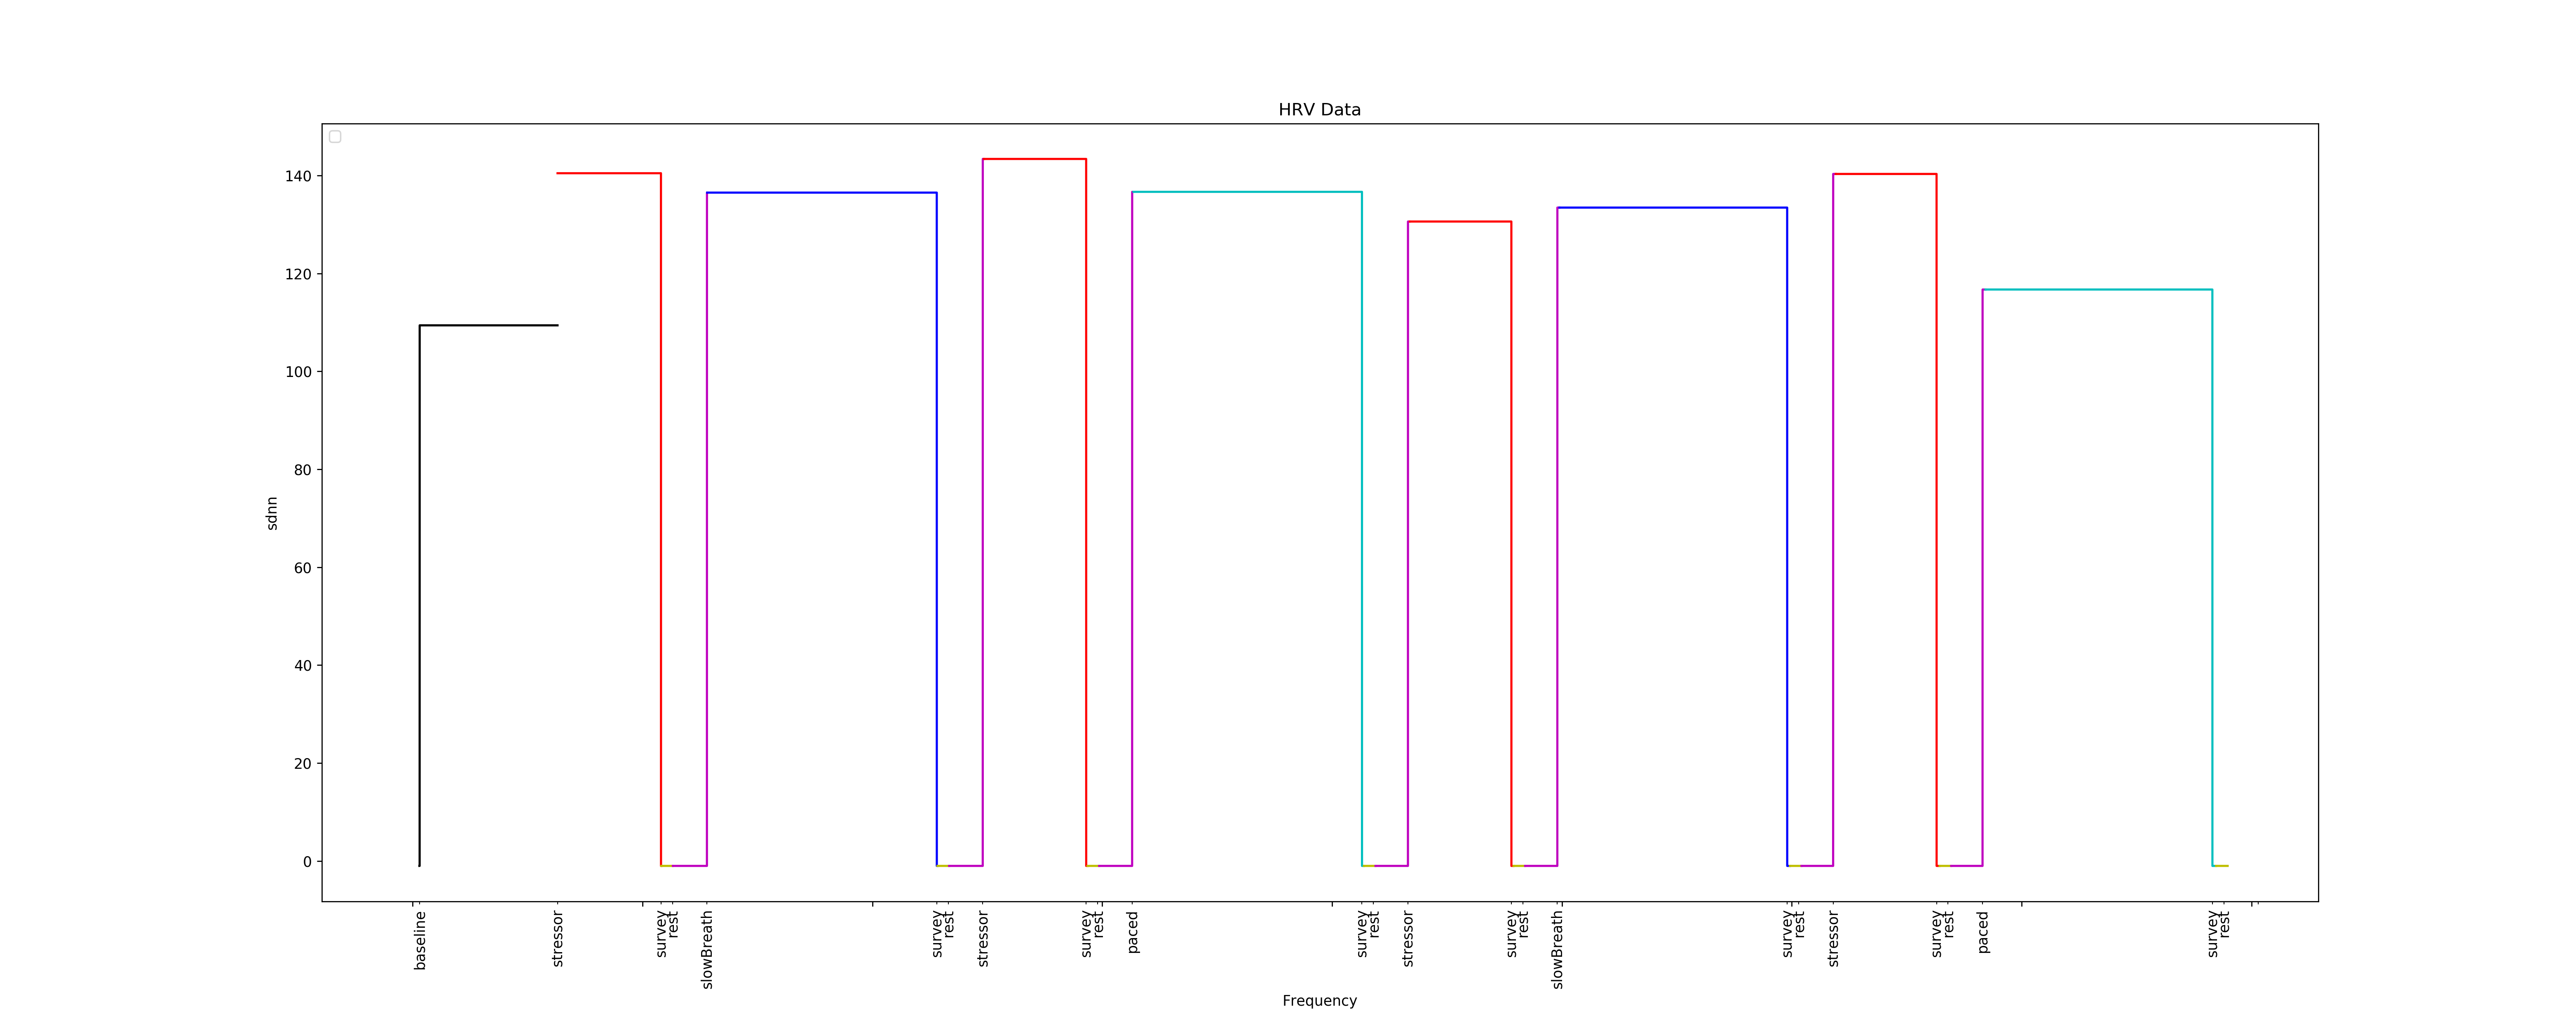 HRV Data
140
120
100
80
60
40
20
0
sdnn
baseline
stressor
survey
rest
slowBreath
survey
rest
stressor
survey
rest
paced
survey
rest
stressor
survey
rest
slowBreath
survey
rest
stressor
survey
rest
paced
survey
rest
Frequency